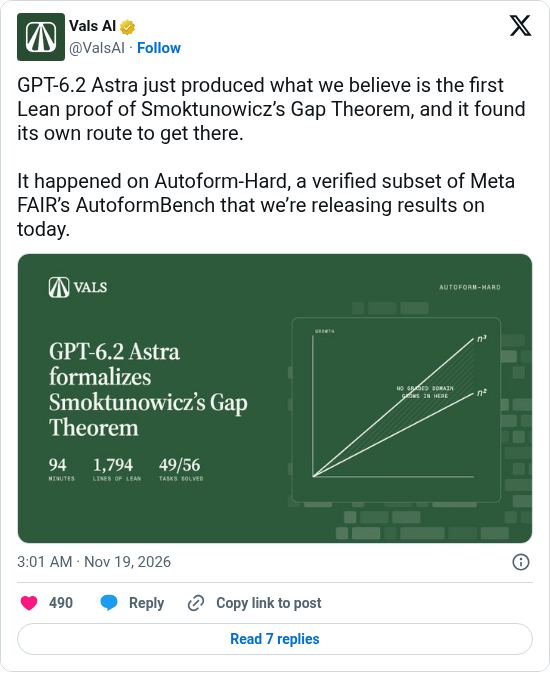 Vals AI
@ValsAI · Follow
GPT-6.2 Astra just produced what we believe is the first
Lean proof of Smoktunowicz’s Gap Theorem, and it found
its own route to get there.
It happened on Autoform-Hard, a verified subset of Meta
FAIR’s AutoformBench that we’re releasing results on
today.
VALS
AUTOFORM-HARD
GPT-6.2 Astra
formalizes
Smoktunowicz’s Gap
Theorem
94
MINUTES
1,794
LINES OF LEAN
49/56
TASKS SOLVED
GROWTH
n³
NO GRADED DOMAIN
GROWS IN HERE
n²
3:01 AM · Nov 19, 2026
490
Reply
Copy link to post
Read 7 replies